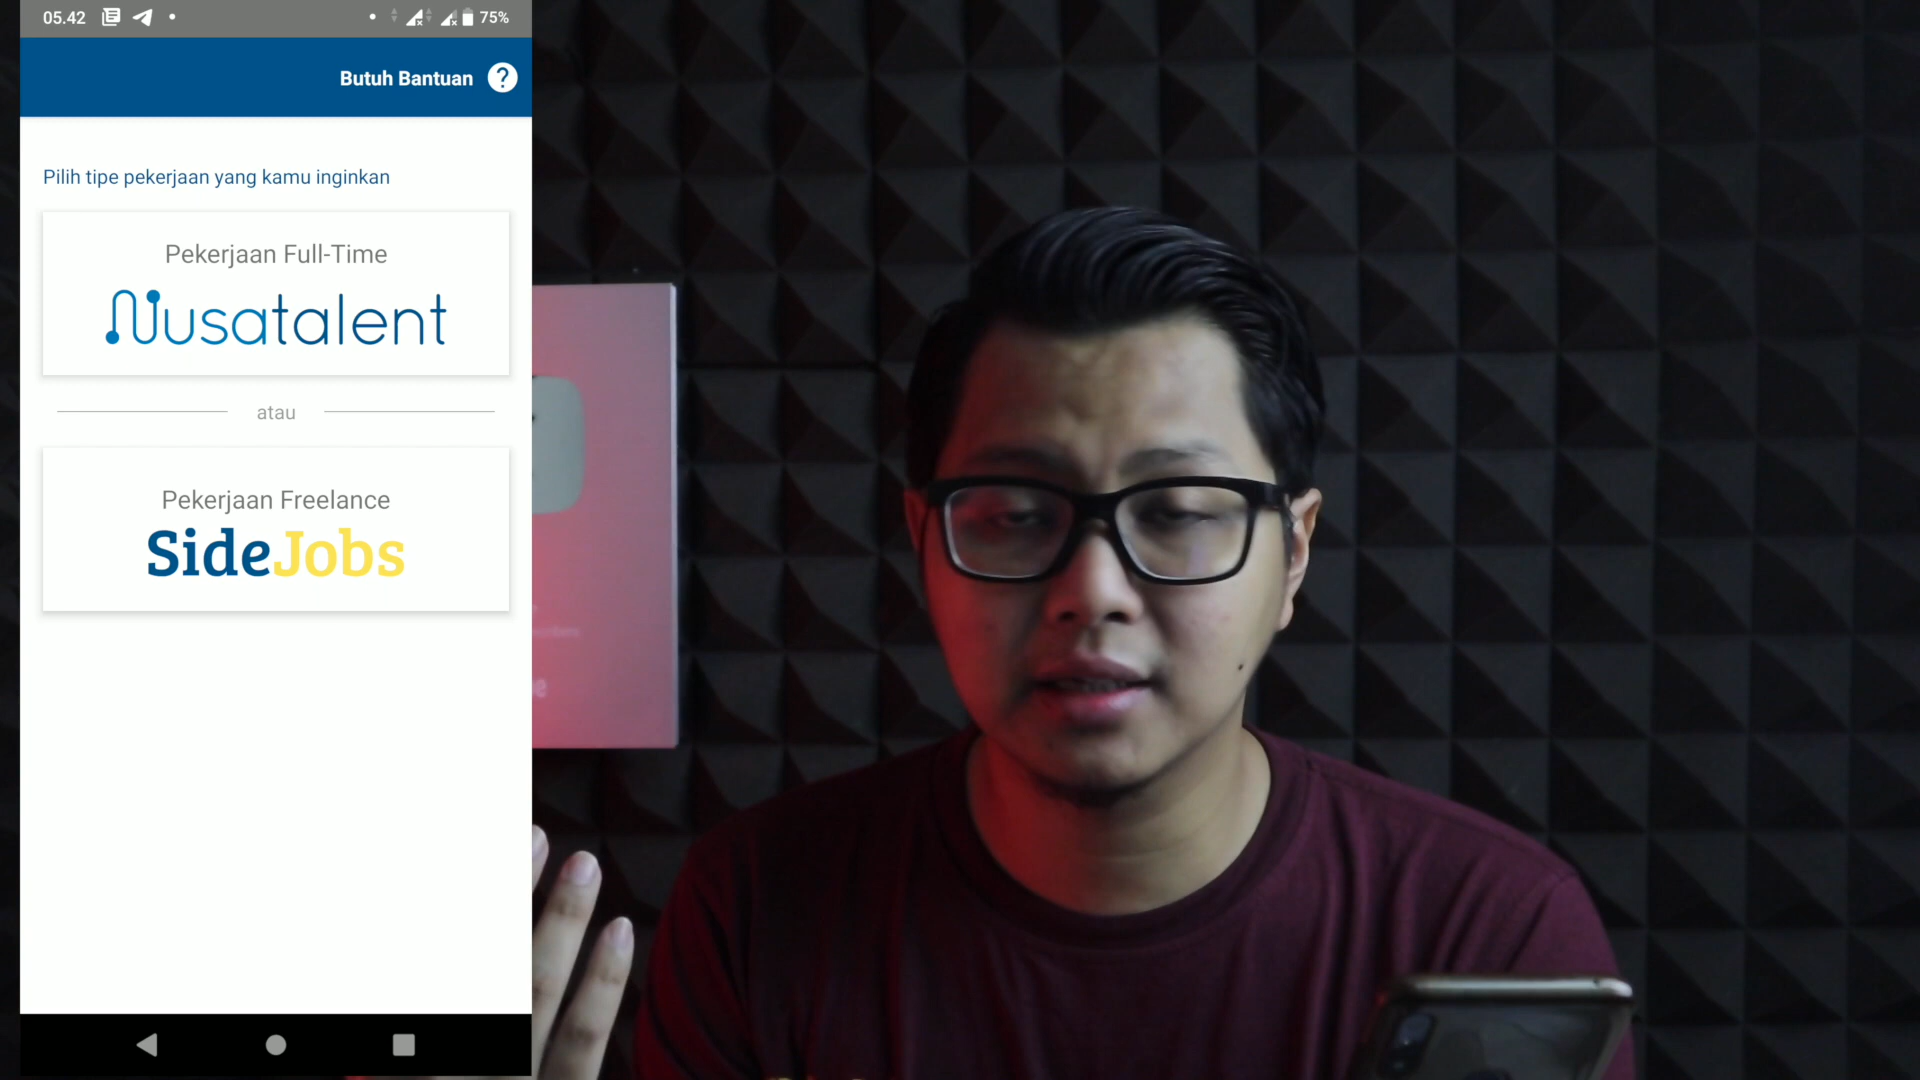 05.42
75%
Butuh Bantuan ?
Pilih tipe pekerjaan yang kamu inginkan
Pekerjaan Full-Time
Nusatalent
atau
Pekerjaan Freelance
SideJobs